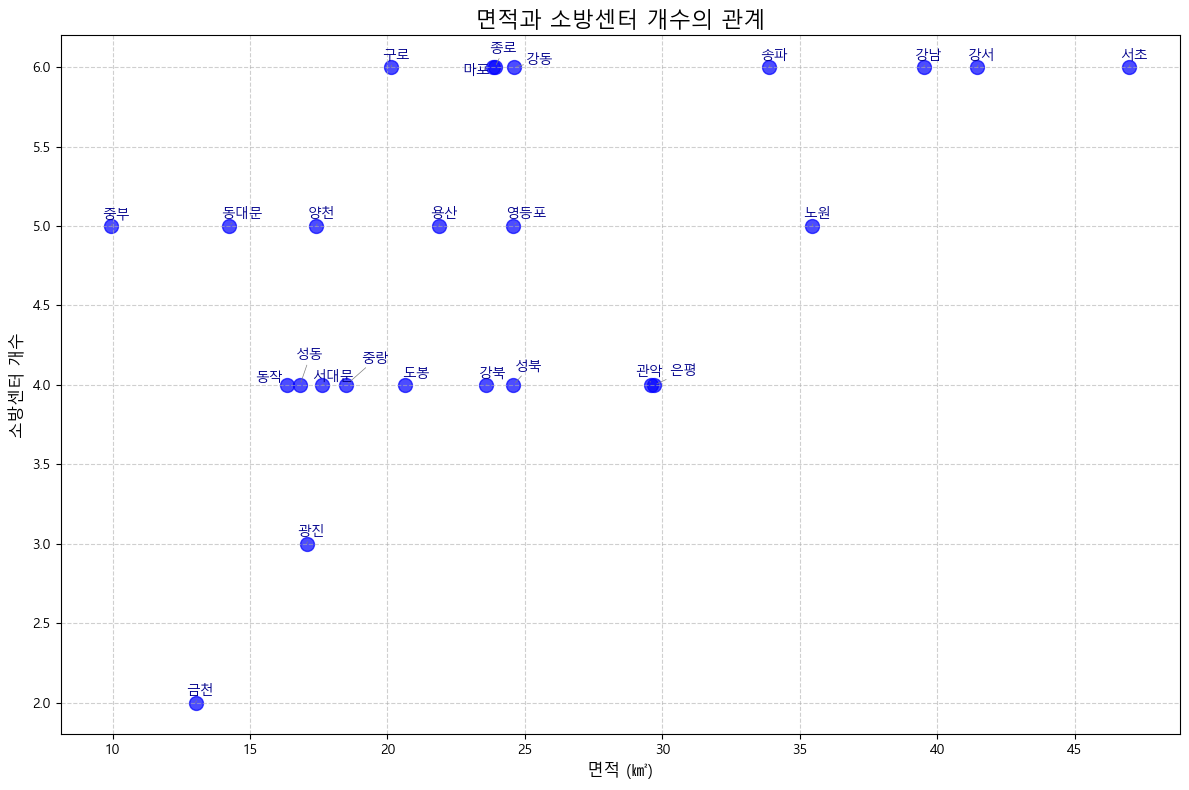 면적과 소방센터 개수의 관계
종로
구로
마포
강동
송파
강남
강서
서초
6.0
5.5
중부
동대문
양천
용산
영등포
노원
5.0
4.5
성동
중랑
동작
서대문
도봉
강북
성북
관악
은평
4.0
3.5
광진
3.0
2.5
금천
2.0
소방센터 개수
10 15 20 25 30 35 40 45
면적 (㎢)